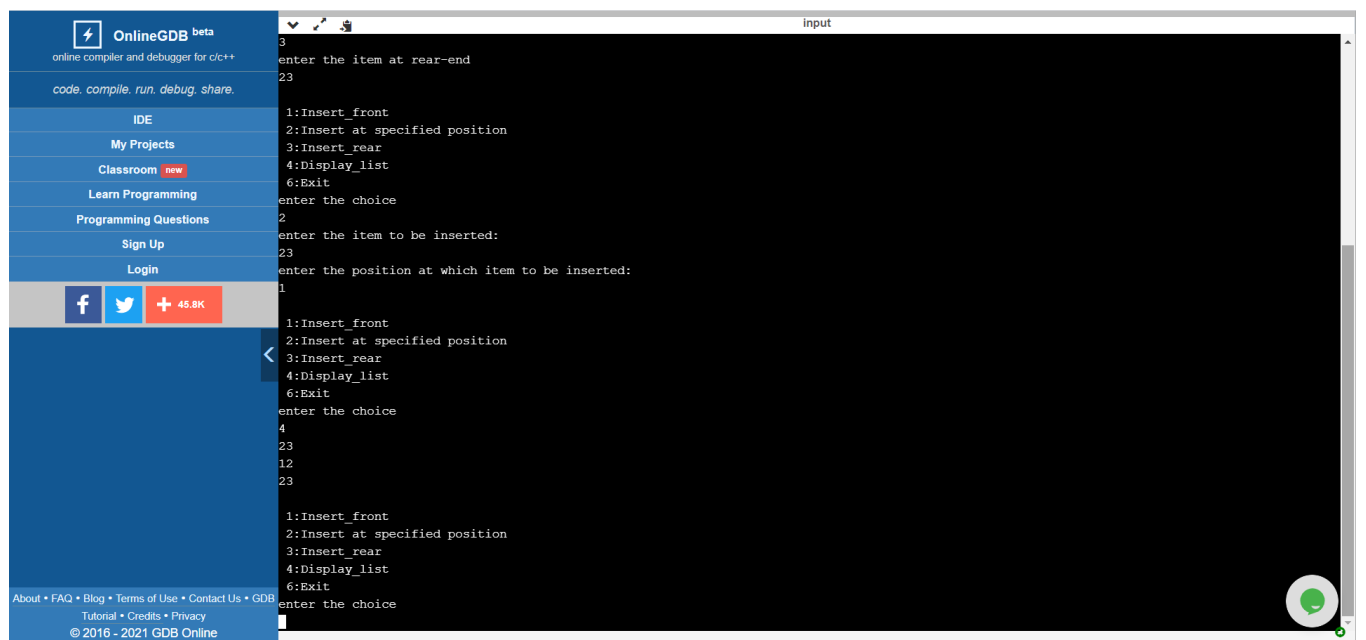 OnlineGDB beta
online compiler and debugger for c/c++
code. compile. run. debug. share.
IDE
My Projects
Classroom new
Learn Programming
Programming Questions
Sign Up
Login
f
45.8K
About • FAQ • Blog • Terms of Use • Contact Us • GDB
Tutorial • Credits • Privacy
© 2016 - 2021 GDB Online
input
3
enter the item at rear-end
23
1:Insert_front
2:Insert at specified position
3:Insert_rear
4:Display_list
6:Exit
enter the choice
2
enter the item to be inserted:
23
enter the position at which item to be inserted:
1
1:Insert_front
2:Insert at specified position
3:Insert_rear
4:Display_list
6:Exit
enter the choice
4
23
12
23
1:Insert_front
2:Insert at specified position
3:Insert_rear
4:Display_list
6:Exit
enter the choice